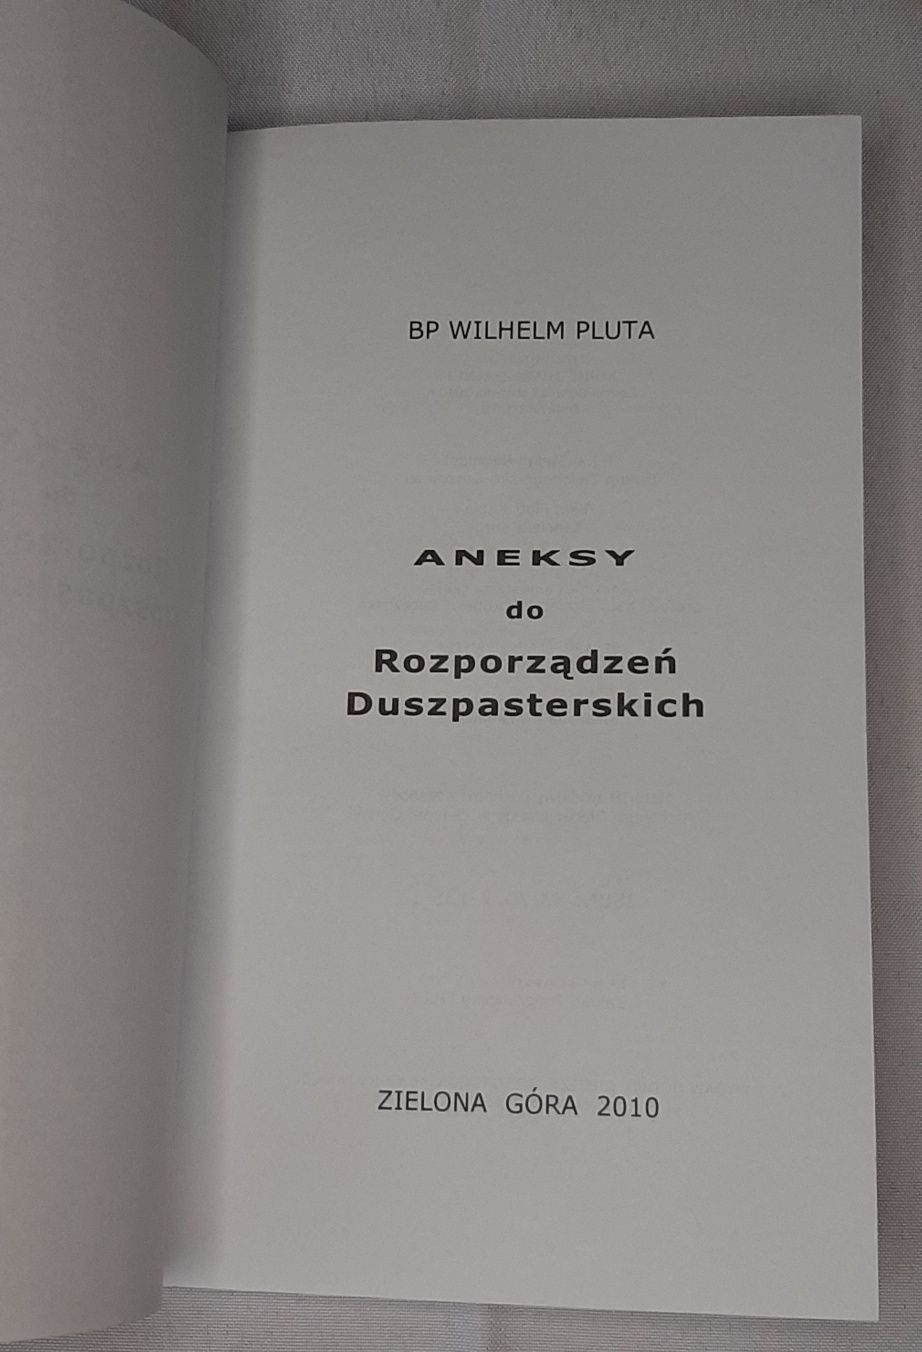 BP WILHELM PLUTA
ANEKSY
do
Rozporządzeń
Duszpasterskich
ZIELONA GÓRA 2010